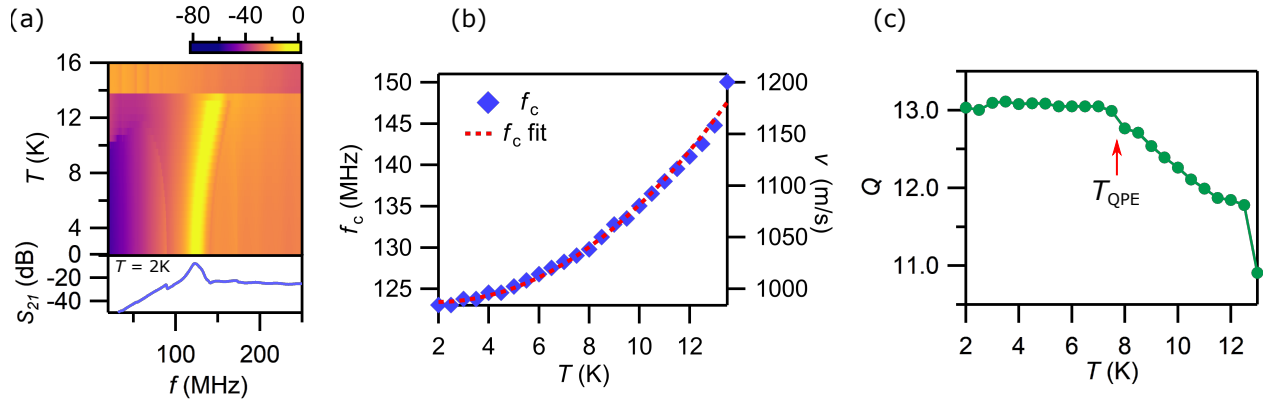 (a)
-80 -40 0
16
12
8
4
0
T (K)
-20
-40
S21 (dB)
T = 2K
100 200
f (MHz)
(b)
150
145
140
135
130
125
fc (MHz)
fc
fc fit
1200
1150
1100
1050
1000
v (m/s)
2 4 6 8 10 12
T (K)
(c)
13.0
12.0
11.0
Q
TQPE
2 4 6 8 10 12
T (K)